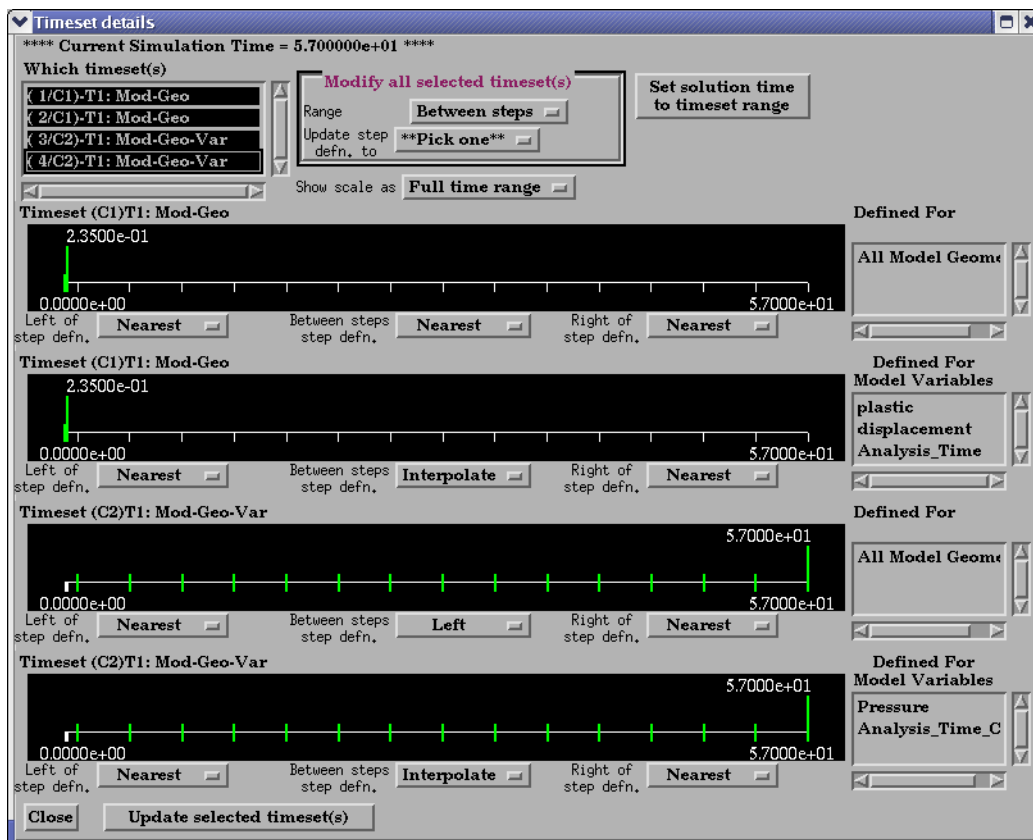 Timeset details
**** Current Simulation Time = 5.700000e+01 ****
Which timeset(s)
( 1/C1)-T1: Mod-Geo
( 2/C1)-T1: Mod-Geo
( 3/C2)-T1: Mod-Geo-Var
( 4/C2)-T1: Mod-Geo-Var
Modify all selected timeset(s)
Range Between steps
Update step defn. to **Pick one**
Set solution time
to timeset range
Show scale as Full time range
Timeset (C1)T1: Mod-Geo
2.3500e-01
0.0000e+00 5.7000e+01
Left of step defn. Nearest Between steps step defn. Nearest Right of step defn. Nearest
Defined For
All Model Geome
Timeset (C1)T1: Mod-Geo
2.3500e-01
0.0000e+00 5.7000e+01
Left of step defn. Nearest Between steps step defn. Interpolate Right of step defn. Nearest
Defined For
Model Variables
plastic
displacement
Analysis_Time
Timeset (C2)T1: Mod-Geo-Var
5.7000e+01
0.0000e+00 5.7000e+01
Left of step defn. Nearest Between steps step defn. Left Right of step defn. Nearest
Defined For
All Model Geome
Timeset (C2)T1: Mod-Geo-Var
5.7000e+01
0.0000e+00 5.7000e+01
Left of step defn. Nearest Between steps step defn. Interpolate Right of step defn. Nearest
Defined For
Model Variables
Pressure
Analysis_Time_C
Close Update selected timeset(s)